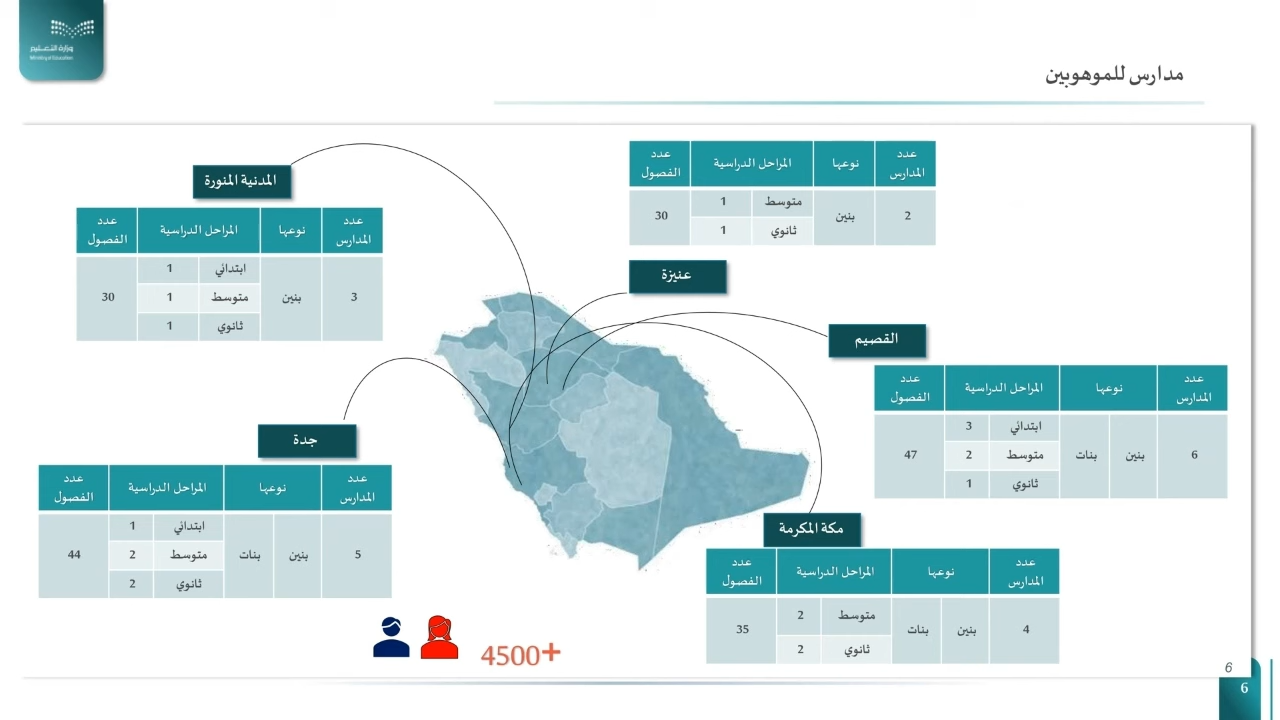 وزارة التعليم
Ministry of Education
مدارس للموهوبين
عدد المدارس نوعها المراحل الدراسية عدد الفصول
2 بنين متوسط 1 30
ثانوي 1
عنيزة
المدنية المنورة
عدد المدارس نوعها المراحل الدراسية عدد الفصول
3 بنين ابتدائي 1 30
متوسط 1
ثانوي 1
القصيم
عدد المدارس نوعها المراحل الدراسية عدد الفصول
6 بنين بنات ابتدائي 3 47
متوسط 2
ثانوي 1
جدة
عدد المدارس نوعها المراحل الدراسية عدد الفصول
5 بنين بنات ابتدائي 1 44
متوسط 2
ثانوي 2
مكة المكرمة
عدد المدارس نوعها المراحل الدراسية عدد الفصول
4 بنين بنات متوسط 2 35
ثانوي 2
4500+
6
6